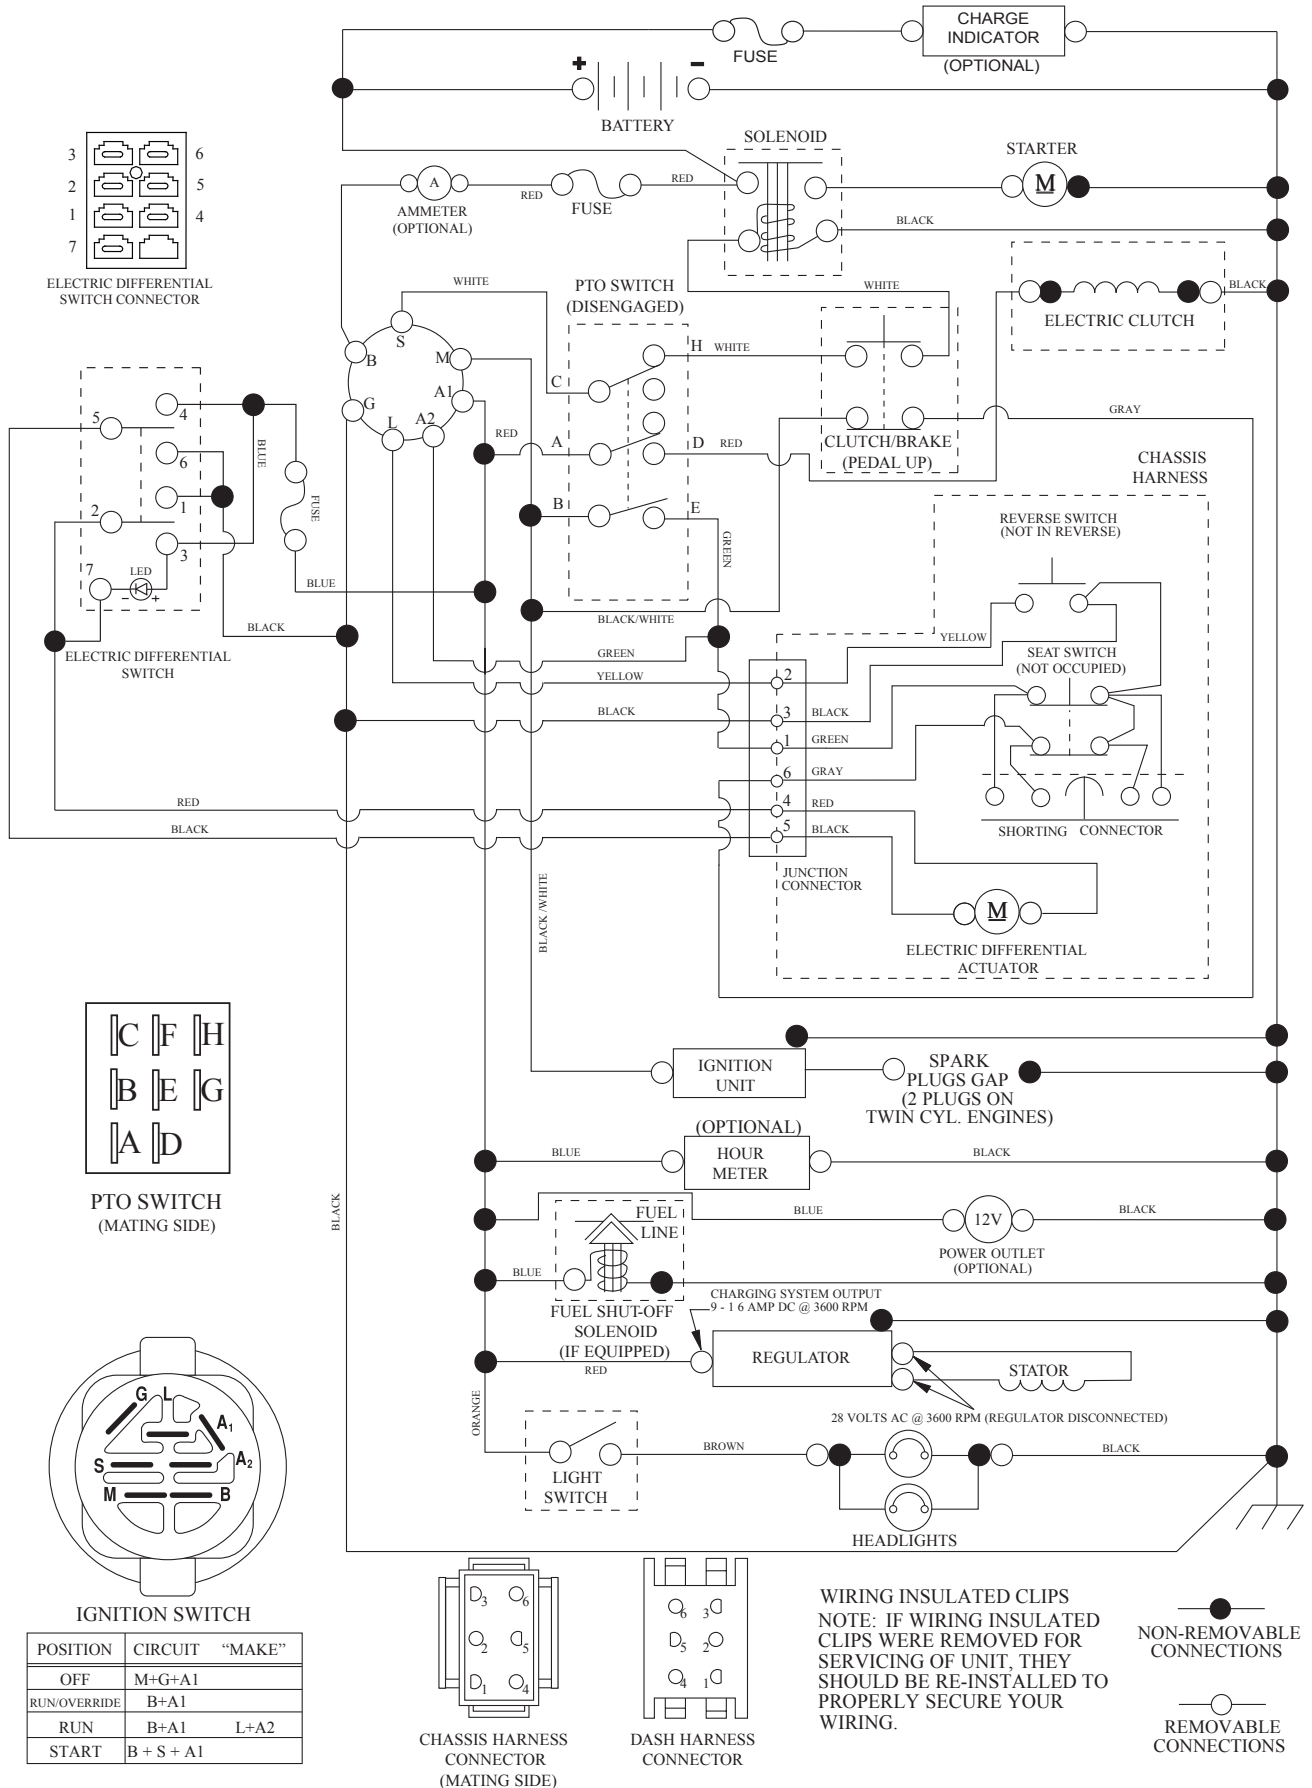 CHARGE
INDICATOR
(OPTIONAL)
FUSE
+ -
BATTERY
SOLENOID
STARTER
M
A
AMMETER
(OPTIONAL)
RED
FUSE
RED
BLACK
3 6
2 5
1 4
7
ELECTRIC DIFFERENTIAL
SWITCH CONNECTOR
WHITE
PTO SWITCH
(DISENGAGED)
WHITE
BLACK
ELECTRIC CLUTCH
S
B
M
G
A1
L
A2
C
H
WHITE
A
D
RED
RED
B
E
GREEN
CLUTCH/BRAKE
(PEDAL UP)
GRAY
CHASSIS
HARNESS
5
4
6
2
1
3
7
LED
- +
BLUE
FUSE
BLUE
BLACK
ELECTRIC DIFFERENTIAL
SWITCH
REVERSE SWITCH
(NOT IN REVERSE)
BLACK/WHITE
YELLOW
SEAT SWITCH
(NOT OCCUPIED)
GREEN
YELLOW
2
BLACK
3 BLACK
1 GREEN
6 GRAY
RED
4 RED
BLACK
5 BLACK
SHORTING CONNECTOR
JUNCTION
CONNECTOR
M
ELECTRIC DIFFERENTIAL
ACTUATOR
BLACK /WHITE
C F H
B E G
A D
PTO SWITCH
(MATING SIDE)
IGNITION
UNIT
SPARK
PLUGS GAP
(2 PLUGS ON
TWIN CYL. ENGINES)
(OPTIONAL)
HOUR
METER
BLUE
BLACK
BLACK
FUEL
LINE
BLUE
12V
BLACK
POWER OUTLET
(OPTIONAL)
BLUE
FUEL SHUT-OFF
SOLENOID
(IF EQUIPPED)
CHARGING SYSTEM OUTPUT
9 - 1 6 AMP DC @ 3600 RPM
RED
REGULATOR
STATOR
28 VOLTS AC @ 3600 RPM (REGULATOR DISCONNECTED)
ORANGE
LIGHT
SWITCH
BROWN
BLACK
HEADLIGHTS
G L
A1
A2
S
M B
IGNITION SWITCH
POSITION CIRCUIT “MAKE”
OFF M+G+A1
RUN/OVERRIDE B+A1
RUN B+A1 L+A2
START B + S + A1
3 6
2 5
1 4
CHASSIS HARNESS
CONNECTOR
(MATING SIDE)
6 3
5 2
4 1
DASH HARNESS
CONNECTOR
WIRING INSULATED CLIPS
NOTE: IF WIRING INSULATED
CLIPS WERE REMOVED FOR
SERVICING OF UNIT, THEY
SHOULD BE RE-INSTALLED TO
PROPERLY SECURE YOUR
WIRING.
NON-REMOVABLE
CONNECTIONS
REMOVABLE
CONNECTIONS